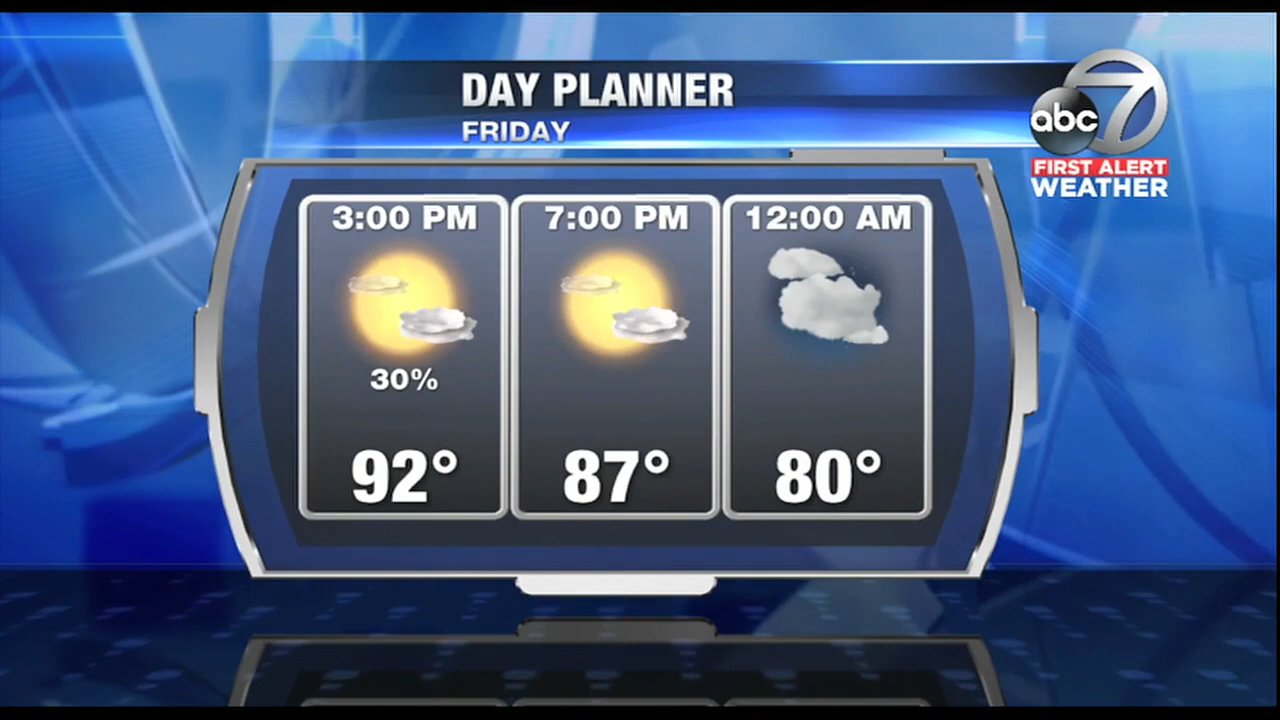 DAY PLANNER
FRIDAY
abc 7
FIRST ALERT
WEATHER
3:00 PM
30%
92°
7:00 PM
87°
12:00 AM
80°